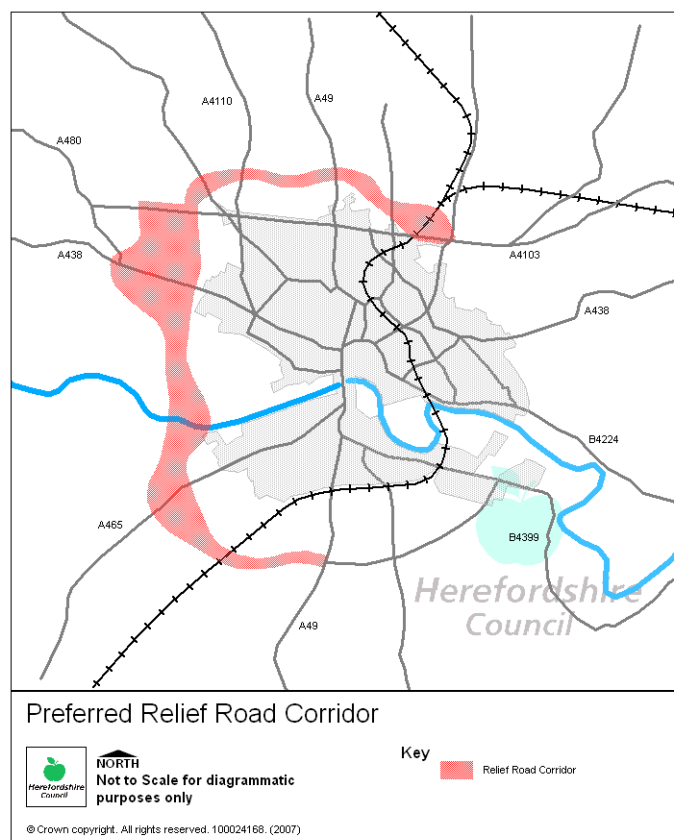 A4110
A49
A480
A438
A4103
A438
B4224
A465
B4399
Herefordshire
Council
A49
Preferred Relief Road Corridor
NORTH
Not to Scale for diagrammatic
purposes only
Herefordshire
Council
Key
Relief Road Corridor
© Crown copyright. All rights reserved. 100024168. (2007)